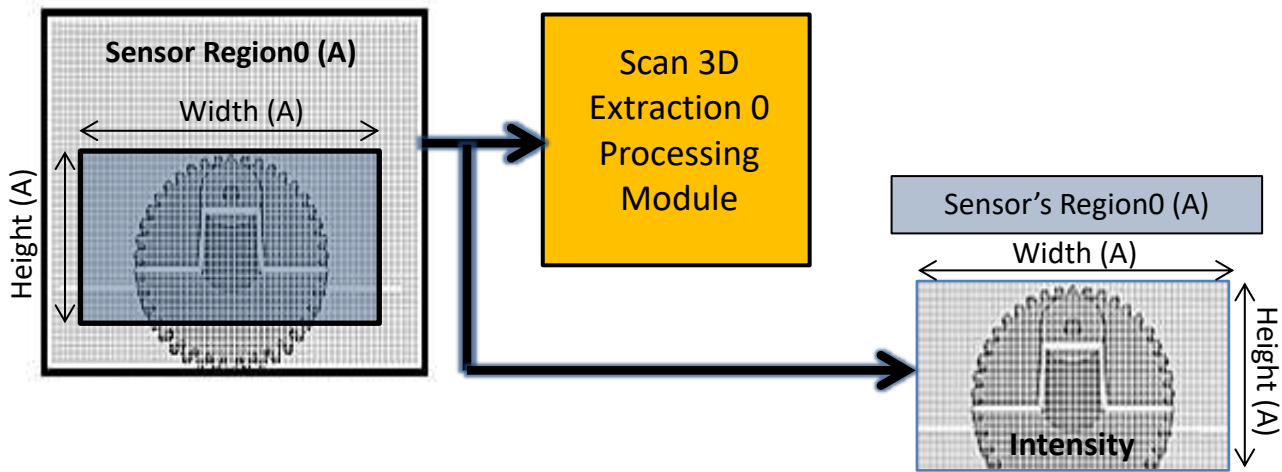 Sensor Region0 (A)
Width (A)
Height (A)
Scan 3D
Extraction 0
Processing
Module
Sensor’s Region0 (A)
Width (A)
Height (A)
Intensity